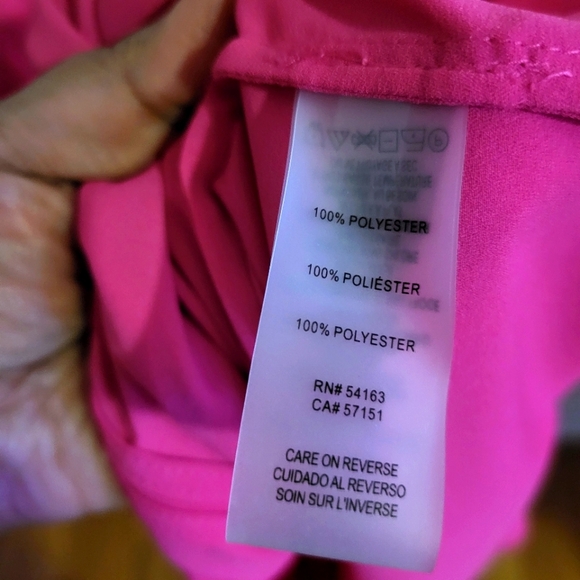 100% POLYESTER
100% POLIÉSTER
100% POLYESTER
RN# 54163
CA# 57151
CARE ON REVERSE
CUIDADO AL REVERSO
SOIN SUR L'INVERSE